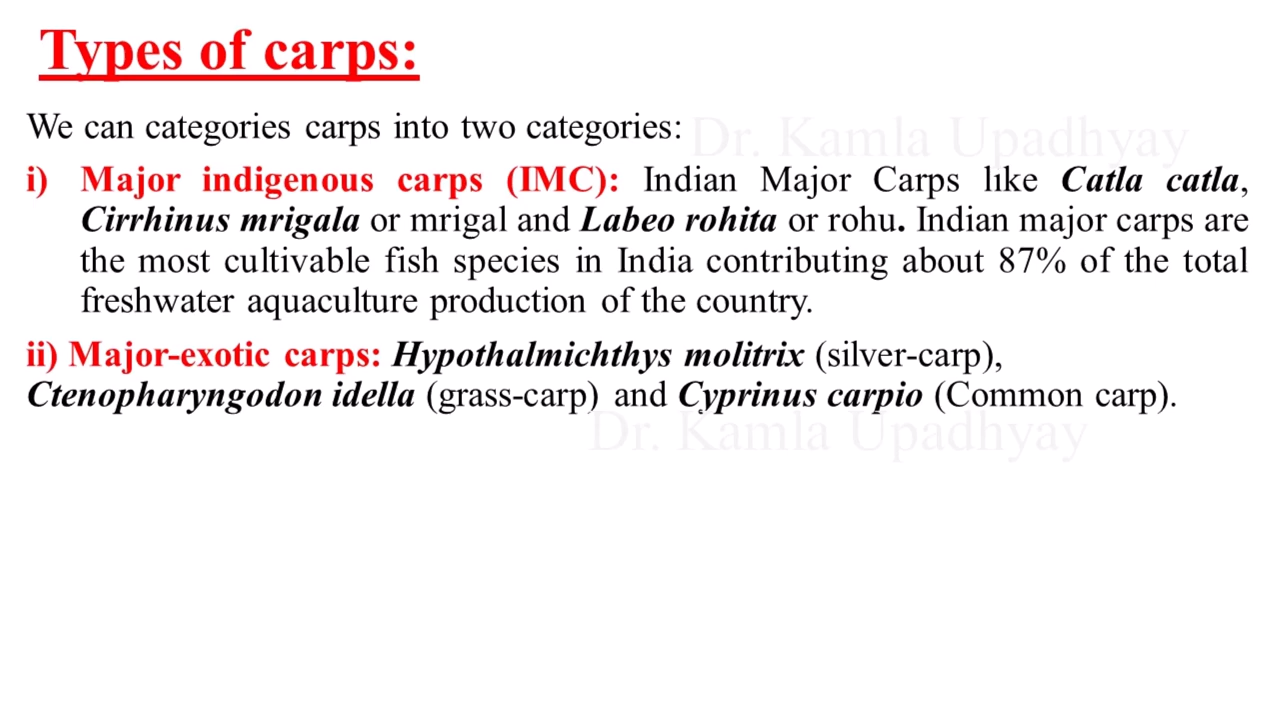 Types of carps:
We can categories carps into two categories:
Dr. Kamla Upadhyay
i) Major indigenous carps (IMC): Indian Major Carps like Catla catla,
Cirrhinus mrigala or mrigal and Labeo rohita or rohu. Indian major carps are
the most cultivable fish species in India contributing about 87% of the total
freshwater aquaculture production of the country.
ii) Major-exotic carps: Hypothalmichthys molitrix (silver-carp),
Ctenopharyngodon idella (grass-carp) and Cyprinus carpio (Common carp).
Dr. Kamla Upadhyay